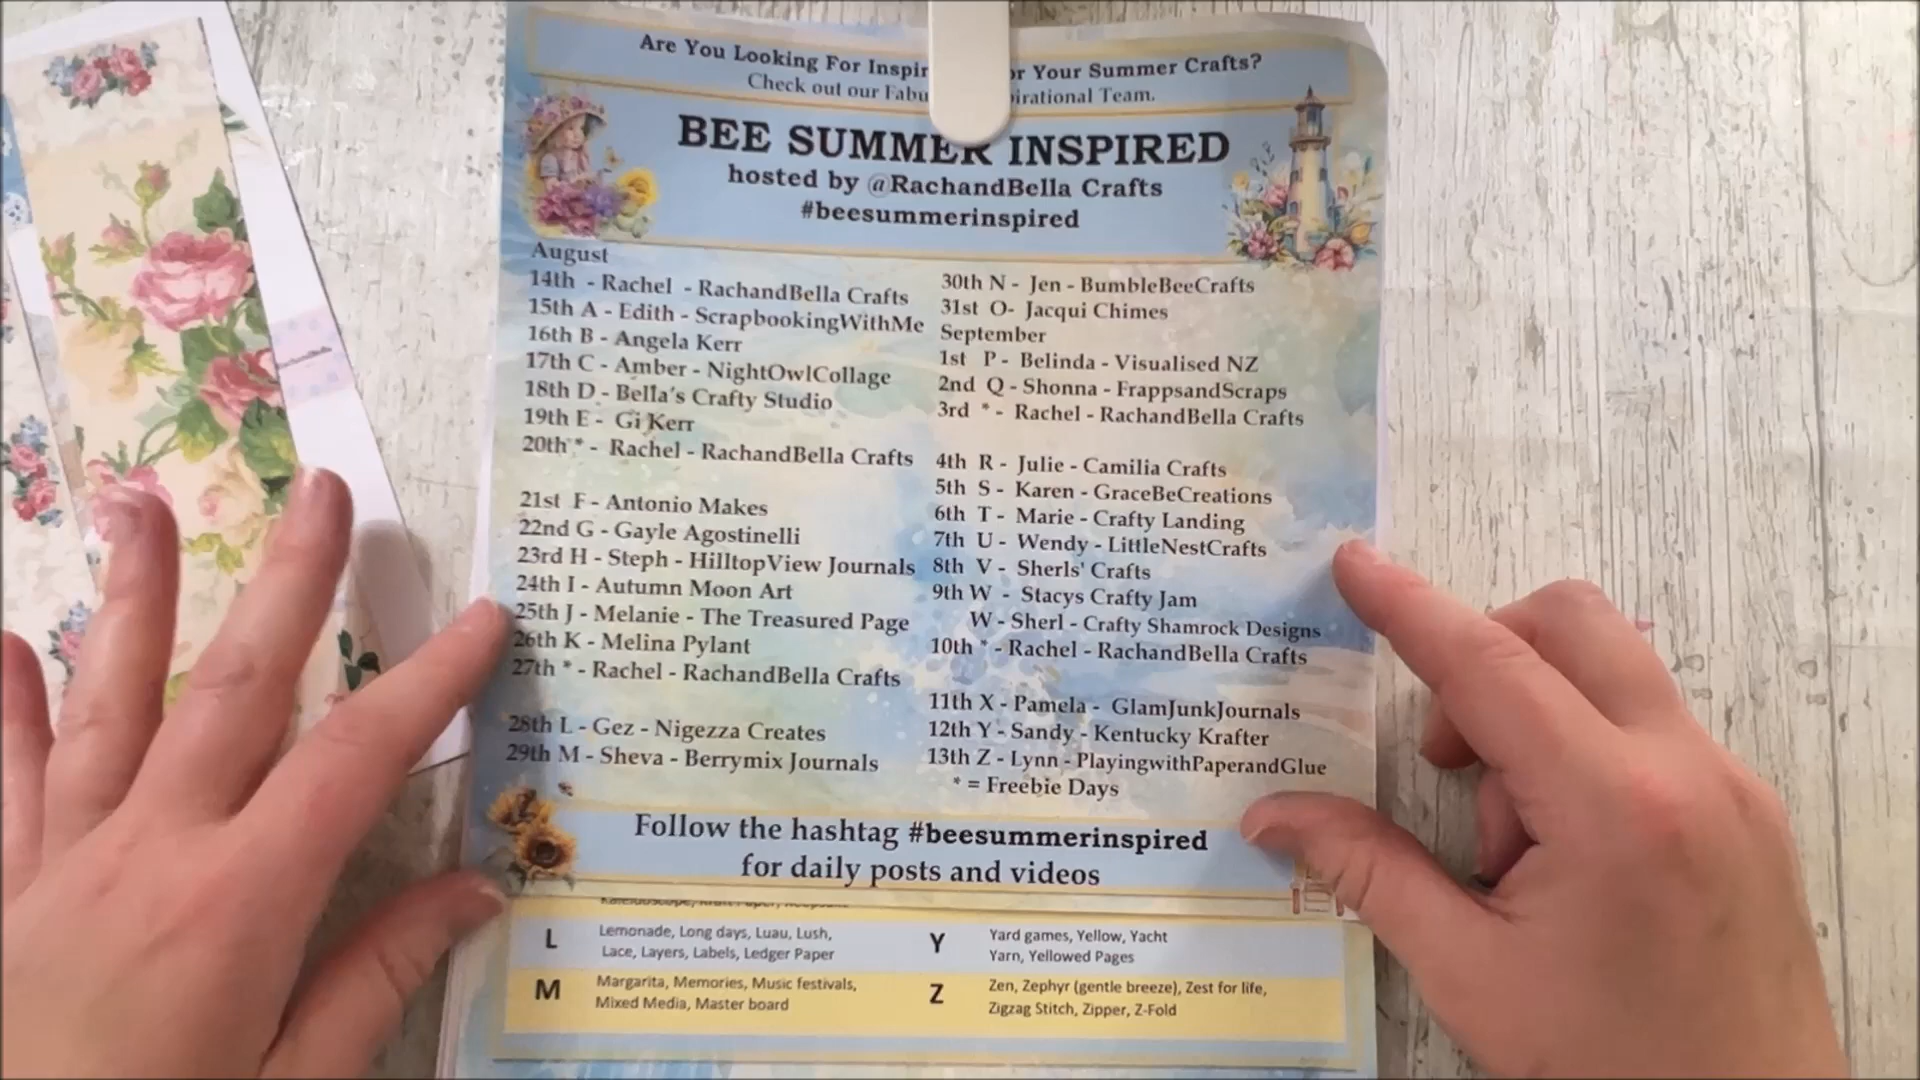 Are You Looking For Inspir or Your Summer Crafts?
Check out our Fabu irational Team.
BEE SUMMER INSPIRED
hosted by @RachandBella Crafts
#beesummerinspired
August
14th - Rachel - RachandBella Crafts
15th A - Edith - ScrapbookingWithMe
16th B - Angela Kerr
17th C - Amber - NightOwlCollage
18th D - Bella's Crafty Studio
19th E - Gi Kerr
20th * - Rachel - RachandBella Crafts
21st F - Antonio Makes
22nd G - Gayle Agostinelli
23rd H - Steph - HilltopView Journals
24th I - Autumn Moon Art
25th J - Melanie - The Treasured Page
26th K - Melina Pylant
27th * - Rachel - RachandBella Crafts
28th L - Gez - Nigezza Creates
29th M - Sheva - Berrymix Journals
30th N - Jen - BumbleBeeCrafts
31st O- Jacqui Chimes
September
1st P - Belinda - Visualised NZ
2nd Q - Shonna - FrappsandScraps
3rd * - Rachel - RachandBella Crafts
4th R - Julie - Camilia Crafts
5th S - Karen - GraceBeCreations
6th T - Marie - Crafty Landing
7th U - Wendy - LittleNestCrafts
8th V - Sherls' Crafts
9th W - Stacys Crafty Jam
W - Sherl - Crafty Shamrock Designs
10th * - Rachel - RachandBella Crafts
11th X - Pamela - GlamJunkJournals
12th Y - Sandy - Kentucky Krafter
13th Z - Lynn - PlayingwithPaperandGlue
* = Freebie Days
Follow the hashtag #beesummerinspired
for daily posts and videos
L
Lemonade, Long days, Luau, Lush,
Lace, Layers, Labels, Ledger Paper
Y
Yard games, Yellow, Yacht
Yarn, Yellowed Pages
M
Margarita, Memories, Music festivals,
Mixed Media, Master board
Z
Zen, Zephyr (gentle breeze), Zest for life,
Zigzag Stitch, Zipper, Z-Fold